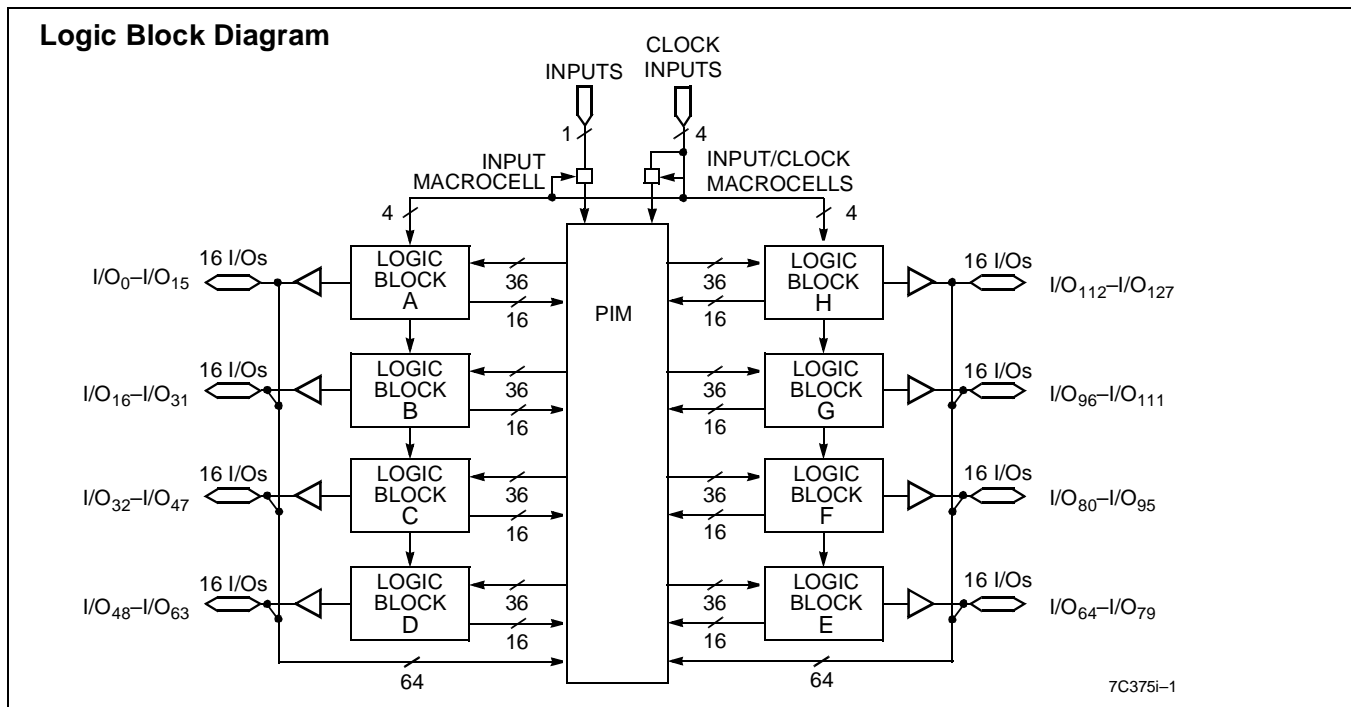 Logic Block Diagram
CLOCK
INPUTS
INPUTS
1
4
INPUT
MACROCELL
INPUT/CLOCK
MACROCELLS
4
4
16 I/Os
I/O0–I/O15
LOGIC
BLOCK
A
36
16
PIM
36
16
LOGIC
BLOCK
H
16 I/Os
I/O112–I/O127
16 I/Os
I/O16–I/O31
LOGIC
BLOCK
B
36
16
36
16
LOGIC
BLOCK
G
16 I/Os
I/O96–I/O111
16 I/Os
I/O32–I/O47
LOGIC
BLOCK
C
36
16
36
16
LOGIC
BLOCK
F
16 I/Os
I/O80–I/O95
16 I/Os
I/O48–I/O63
LOGIC
BLOCK
D
36
16
36
16
LOGIC
BLOCK
E
16 I/Os
I/O64–I/O79
64
64
7C375i–1